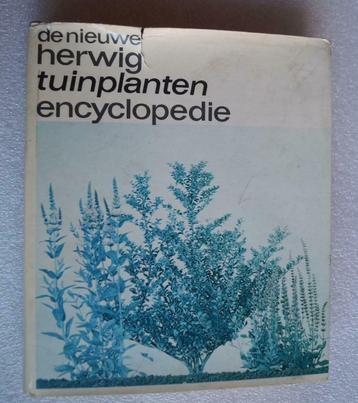 de nieuwe
herwig
tuinplanten
encyclopedie